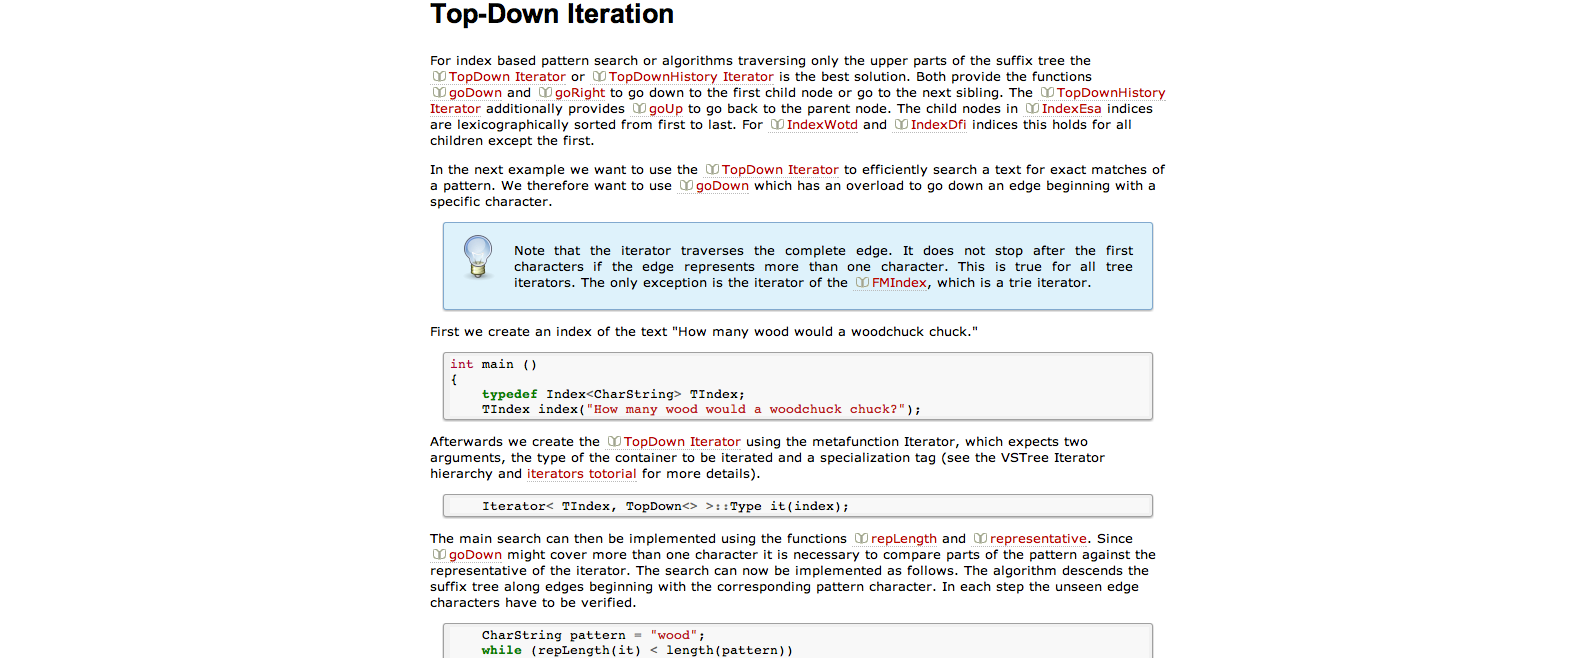 Top-Down Iteration
For index based pattern search or algorithms traversing only the upper parts of the suffix tree the
TopDown Iterator or TopDownHistory Iterator is the best solution. Both provide the functions
goDown and goRight to go down to the first child node or go to the next sibling. The TopDownHistory
Iterator additionally provides goUp to go back to the parent node. The child nodes in IndexEsa indices
are lexicographically sorted from first to last. For IndexWotd and IndexDfi indices this holds for all
children except the first.
In the next example we want to use the TopDown Iterator to efficiently search a text for exact matches of
a pattern. We therefore want to use goDown which has an overload to go down an edge beginning with a
specific character.
Note that the iterator traverses the complete edge. It does not stop after the first
characters if the edge represents more than one character. This is true for all tree
iterators. The only exception is the iterator of the FMIndex, which is a trie iterator.
First we create an index of the text "How many wood would a woodchuck chuck."
int main ()
{
    typedef Index<CharString> TIndex;
    TIndex index("How many wood would a woodchuck chuck?");
Afterwards we create the TopDown Iterator using the metafunction Iterator, which expects two
arguments, the type of the container to be iterated and a specialization tag (see the VSTree Iterator
hierarchy and iterators totorial for more details).
    Iterator< TIndex, TopDown<> >::Type it(index);
The main search can then be implemented using the functions repLength and representative. Since
goDown might cover more than one character it is necessary to compare parts of the pattern against the
representative of the iterator. The search can now be implemented as follows. The algorithm descends the
suffix tree along edges beginning with the corresponding pattern character. In each step the unseen edge
characters have to be verified.
    CharString pattern = "wood";
    while (repLength(it) < length(pattern))